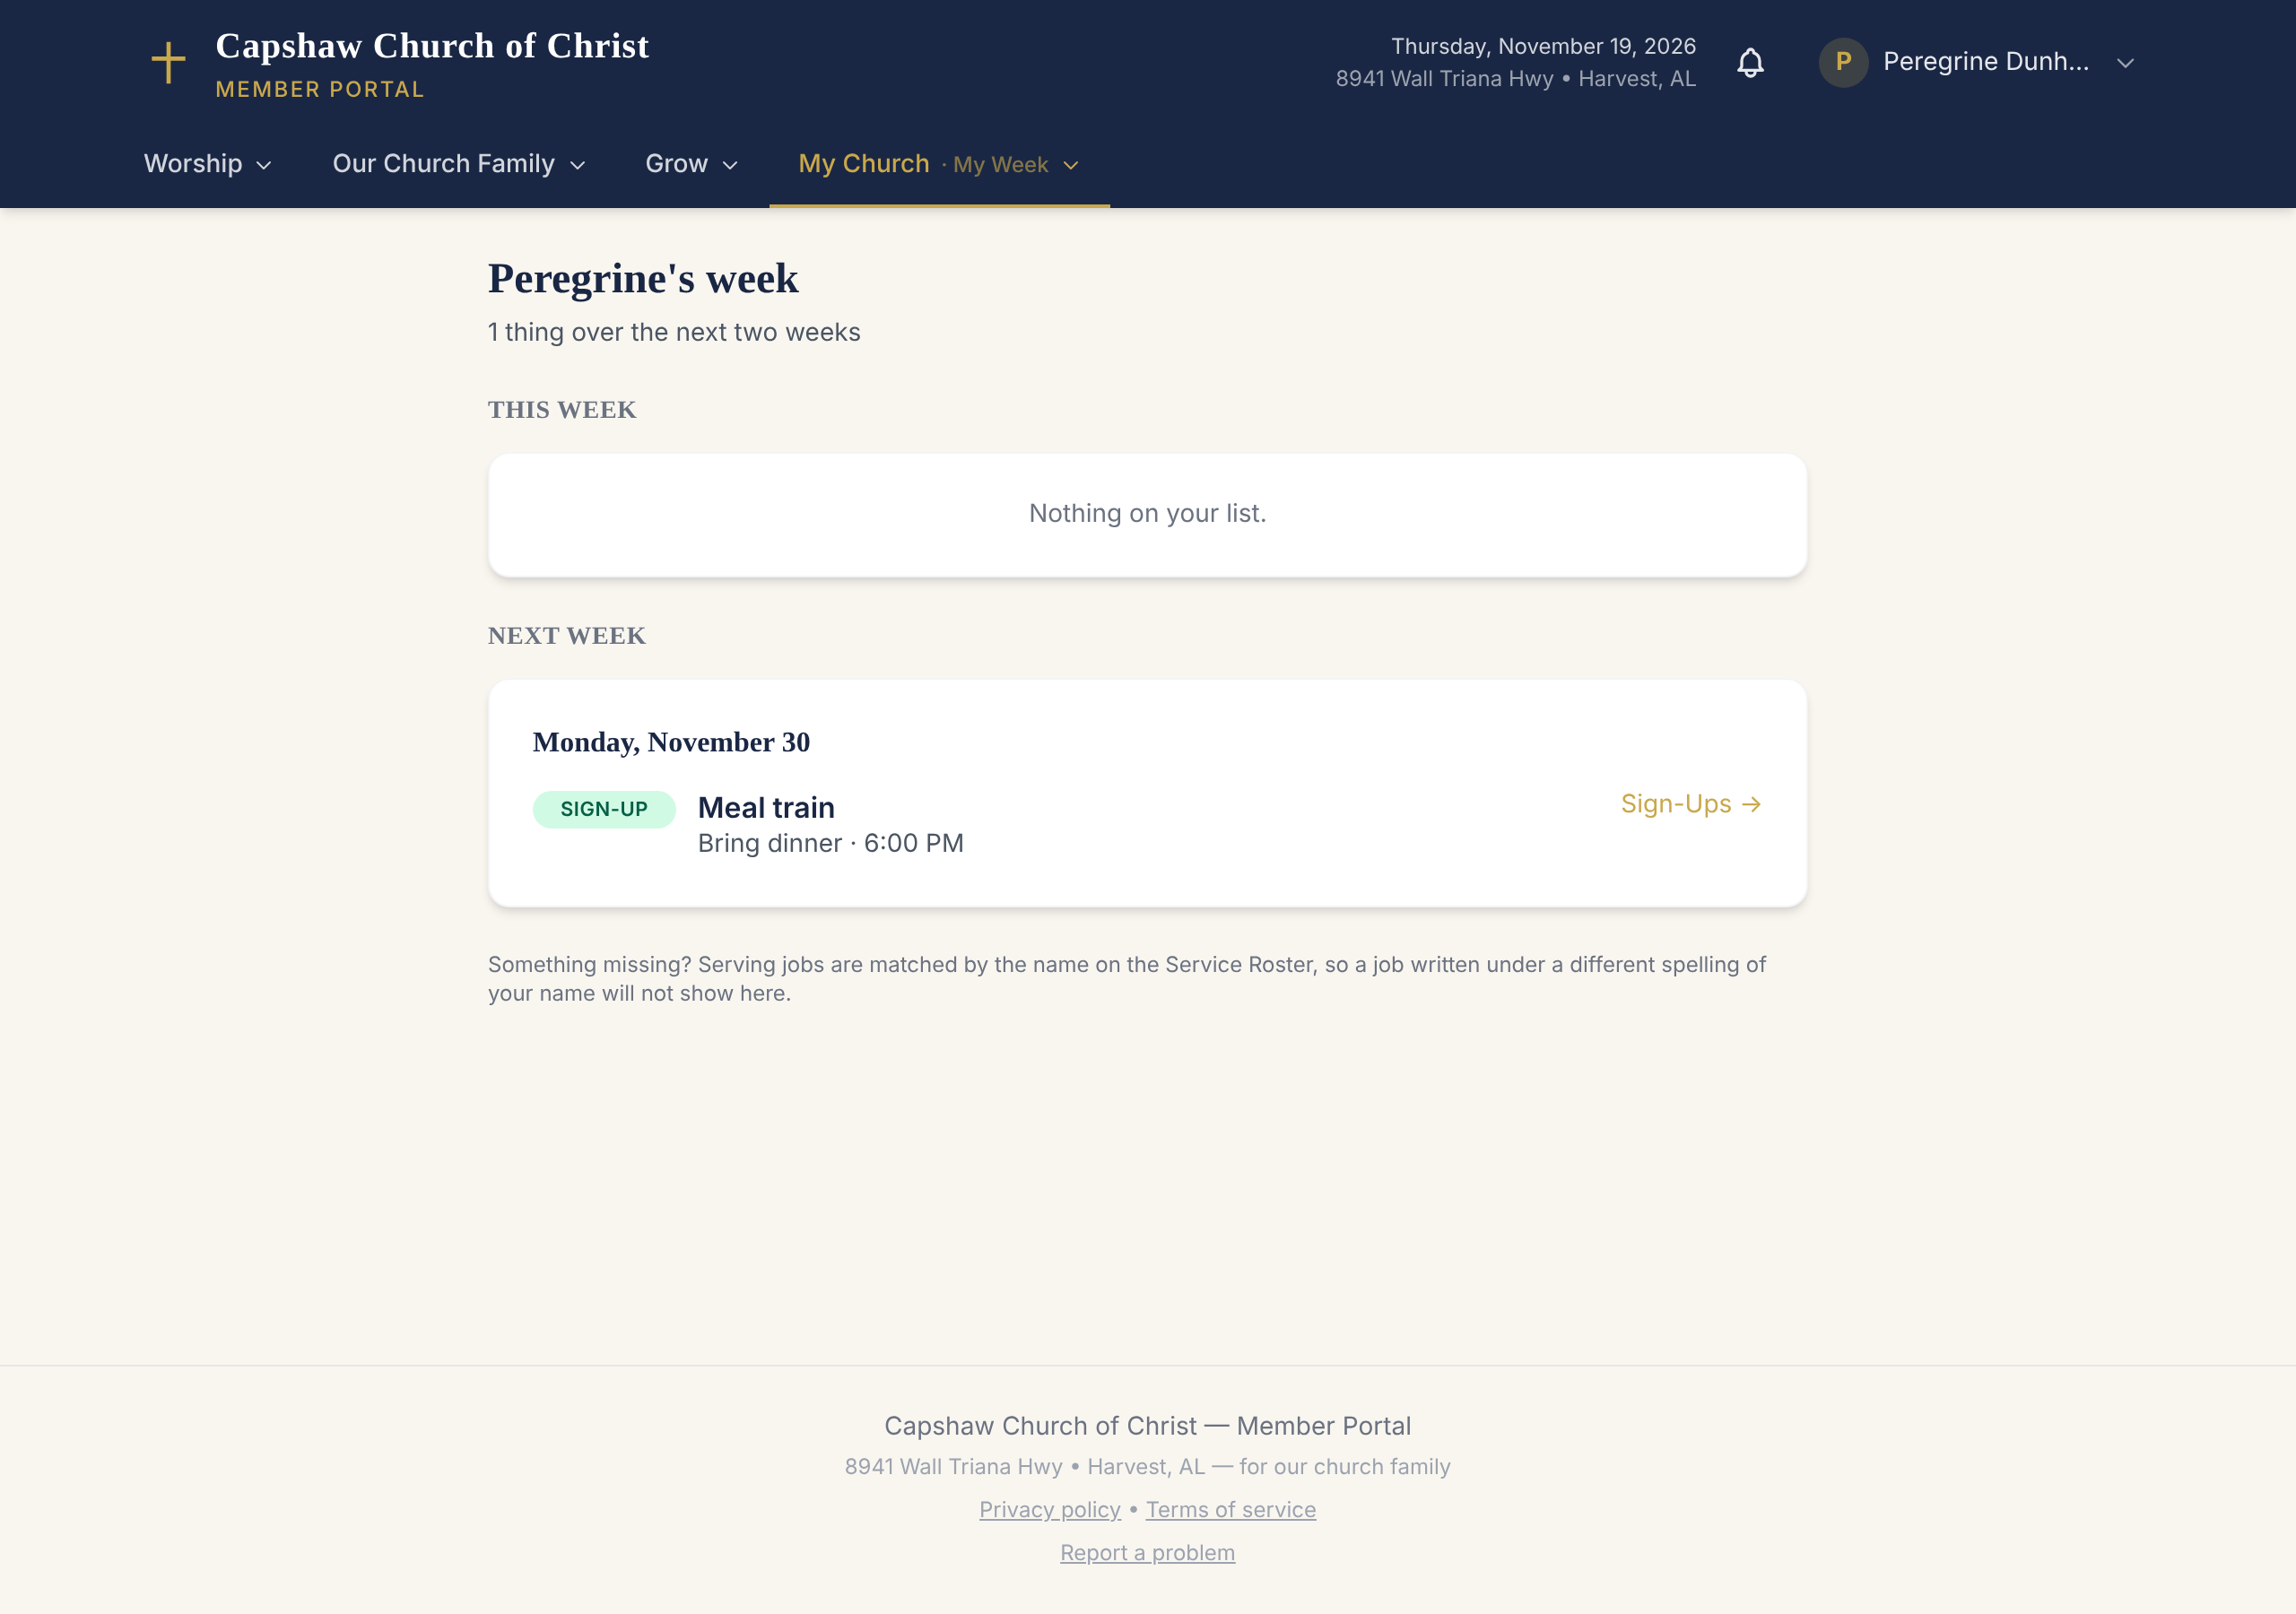 Capshaw Church of Christ
MEMBER PORTAL
Thursday, November 19, 2026
8941 Wall Triana Hwy • Harvest, AL
P
Peregrine Dunh...
Worship
Our Church Family
Grow
My Church · My Week
Peregrine's week
1 thing over the next two weeks
THIS WEEK
Nothing on your list.
NEXT WEEK
Monday, November 30
SIGN-UP
Meal train
Sign-Ups →
Bring dinner · 6:00 PM
Something missing? Serving jobs are matched by the name on the Service Roster, so a job written under a different spelling of
your name will not show here.
Capshaw Church of Christ — Member Portal
8941 Wall Triana Hwy • Harvest, AL — for our church family
Privacy policy • Terms of service
Report a problem